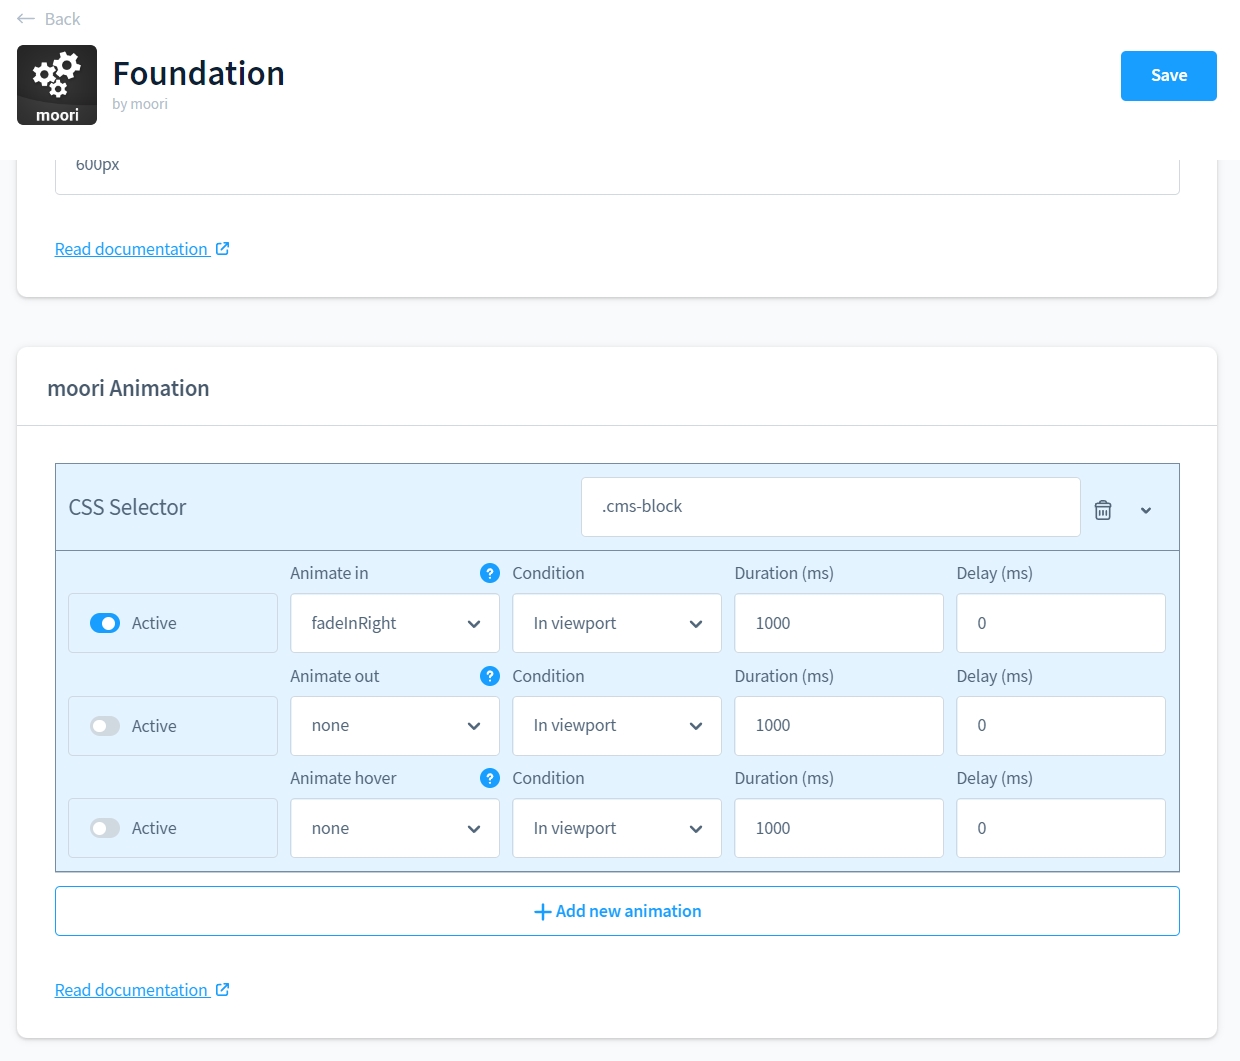 Back
moori
Foundation
by moori
Save
600px
Read documentation
moori Animation
CSS Selector
.cms-block
Animate in ? Condition Duration (ms) Delay (ms)
Active fadeInRight In viewport 1000 0
Animate out ? Condition Duration (ms) Delay (ms)
Active none In viewport 1000 0
Animate hover ? Condition Duration (ms) Delay (ms)
Active none In viewport 1000 0
Add new animation
Read documentation